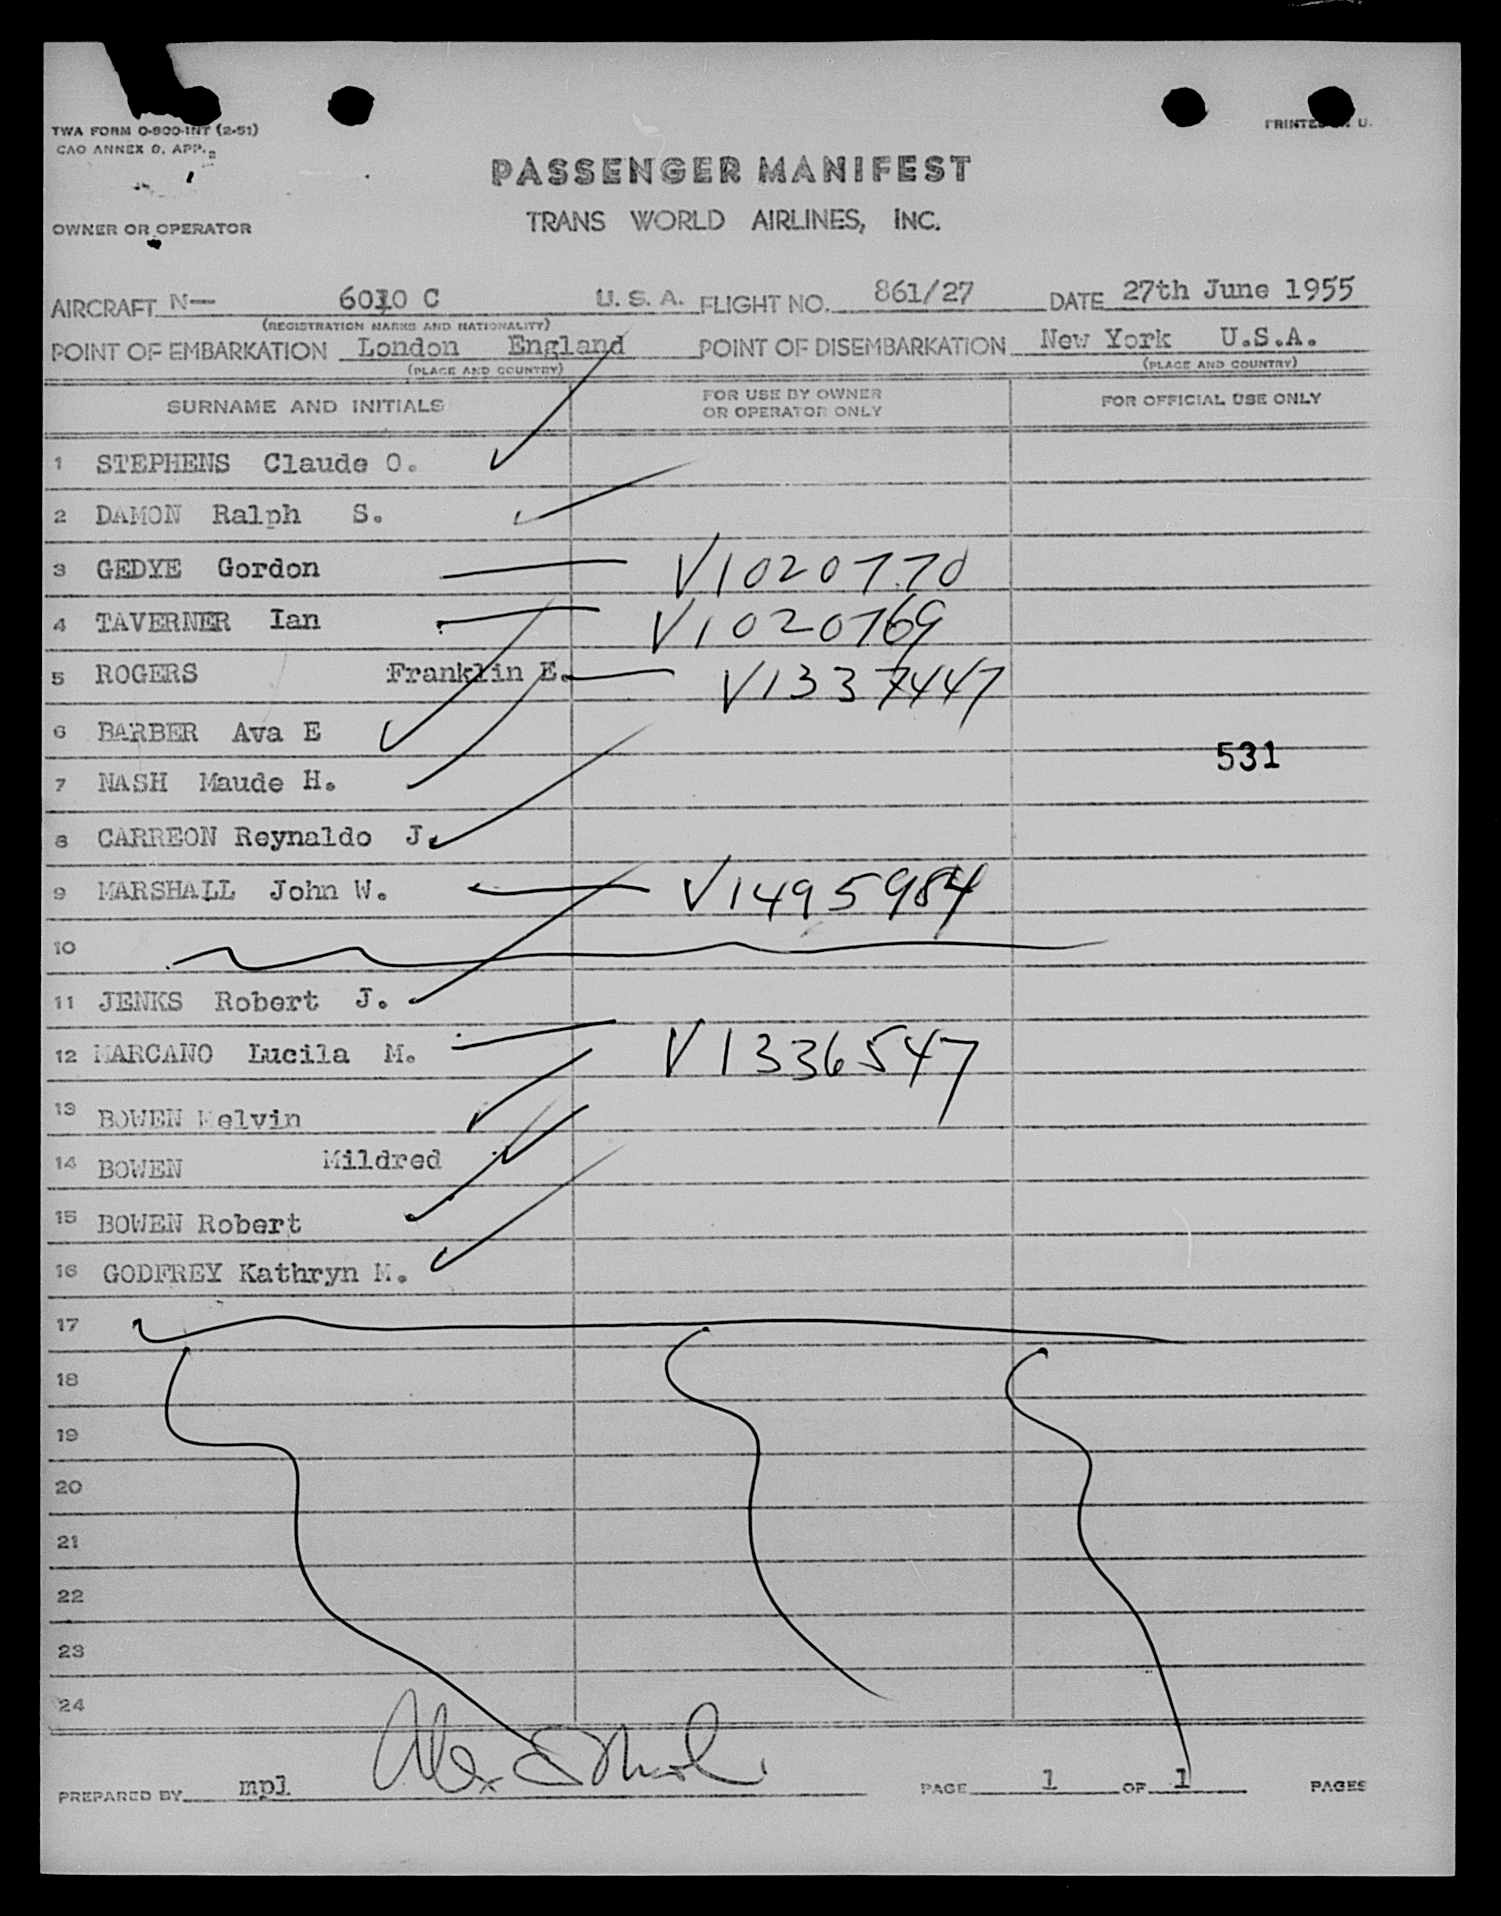 TWA FORM O-800-INT (2-51)
PRINTED U.
CAO ANNEX 9. APP. 2
PASSENGER MANIFEST
TRANS WORLD AIRLINES, INC.
OWNER OR OPERATOR
AIRCRAFT N— 6010 C U. S. A. FLIGHT NO. 861/27 DATE 27th June 1955
(REGISTRATION MARKS AND NATIONALITY)
POINT OF EMBARKATION London England POINT OF DISEMBARKATION New York U.S.A.
(PLACE AND COUNTRY) (PLACE AND COUNTRY)
SURNAME AND INITIALS FOR USE BY OWNER OR OPERATOR ONLY FOR OFFICIAL USE ONLY
1 STEPHENS Claude O.
2 DAMON Ralph S.
3 GEDYE Gordon V1020770
4 TAVERNER Ian V1020769
5 ROGERS Franklin E. V1337447
6 BARBER Ava E
531
7 NASH Maude H.
8 CARREON Reynaldo J.
9 MARSHALL John W. V1495984
10
11 JENKS Robert J.
12 MARCANO Lucila M. V1336547
13 BOWEN Melvin
14 BOWEN Mildred
15 BOWEN Robert
16 GODFREY Kathryn M.
17
18
19
20
21
22
23
24
PREPARED BY mpl PAGE 1 OF 1 PAGES